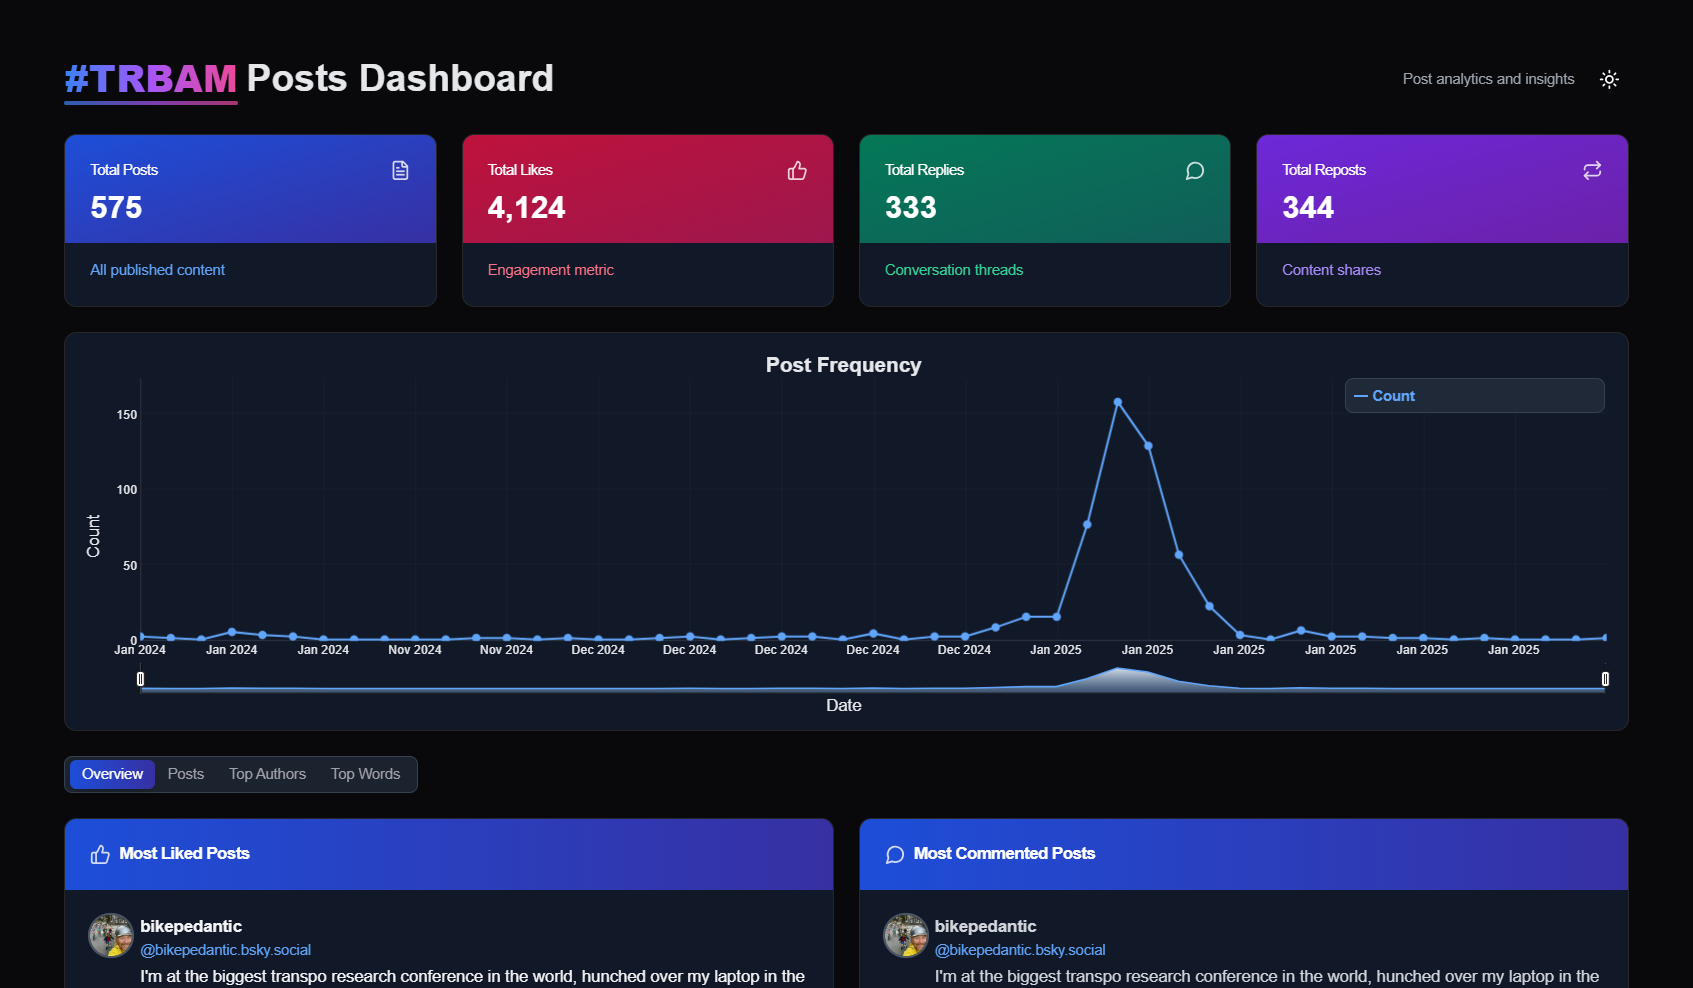 #TRBAM Posts Dashboard
Post analytics and insights
Total Posts
575
All published content
Total Likes
4,124
Engagement metric
Total Replies
333
Conversation threads
Total Reposts
344
Content shares
Post Frequency
Count
150
100
50
0
Count
Jan 2024 Jan 2024 Jan 2024 Nov 2024 Nov 2024 Dec 2024 Dec 2024 Dec 2024 Dec 2024 Dec 2024 Jan 2025 Jan 2025 Jan 2025 Jan 2025 Jan 2025 Jan 2025
Date
Overview Posts Top Authors Top Words
Most Liked Posts
bikepedantic
@bikepedantic.bsky.social
I'm at the biggest transpo research conference in the world, hunched over my laptop in the
Most Commented Posts
bikepedantic
@bikepedantic.bsky.social
I'm at the biggest transpo research conference in the world, hunched over my laptop in the